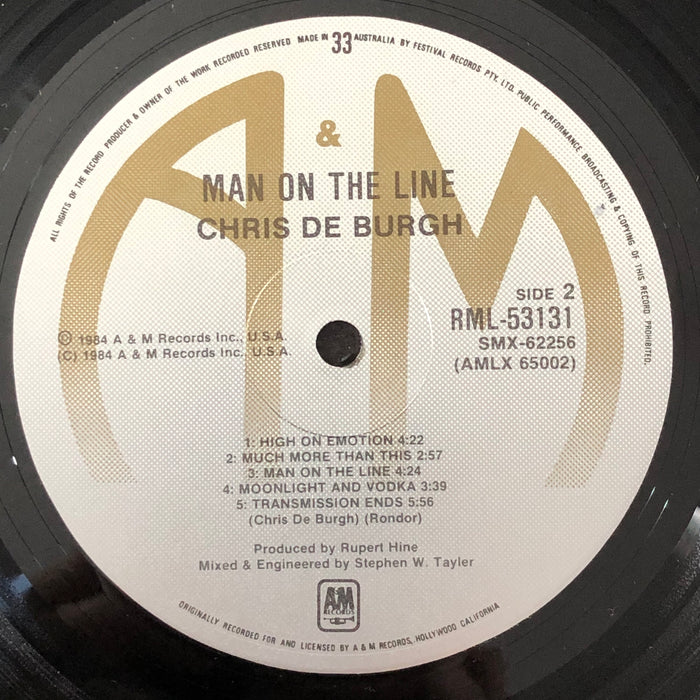 ALL RIGHTS OF THE RECORD PRODUCER & OWNER OF THE WORK RECORDED RESERVED MADE IN 33 AUSTRALIA BY FESTIVAL RECORDS PTY. LTD. PUBLIC PERFORMANCE BROADCASTING & COPYING OF THIS RECORD PROHIBITED.
A & M
MAN ON THE LINE
CHRIS DE BURGH
SIDE 2
RML-53131
SMX-62256
(AMLX 65002)
Ⓟ 1984 A & M Records Inc., U.S.A.
(C) 1984 A & M Records Inc., U.S.A.
1: HIGH ON EMOTION 4:22
2: MUCH MORE THAN THIS 2:57
3: MAN ON THE LINE 4:24
4: MOONLIGHT AND VODKA 3:39
5: TRANSMISSION ENDS 5:56
(Chris De Burgh) (Rondor)
Produced by Rupert Hine
Mixed & Engineered by Stephen W. Tayler
A&M
RECORDS
ORIGINALLY RECORDED FOR AND LICENSED BY A & M RECORDS, HOLLYWOOD CALIFORNIA